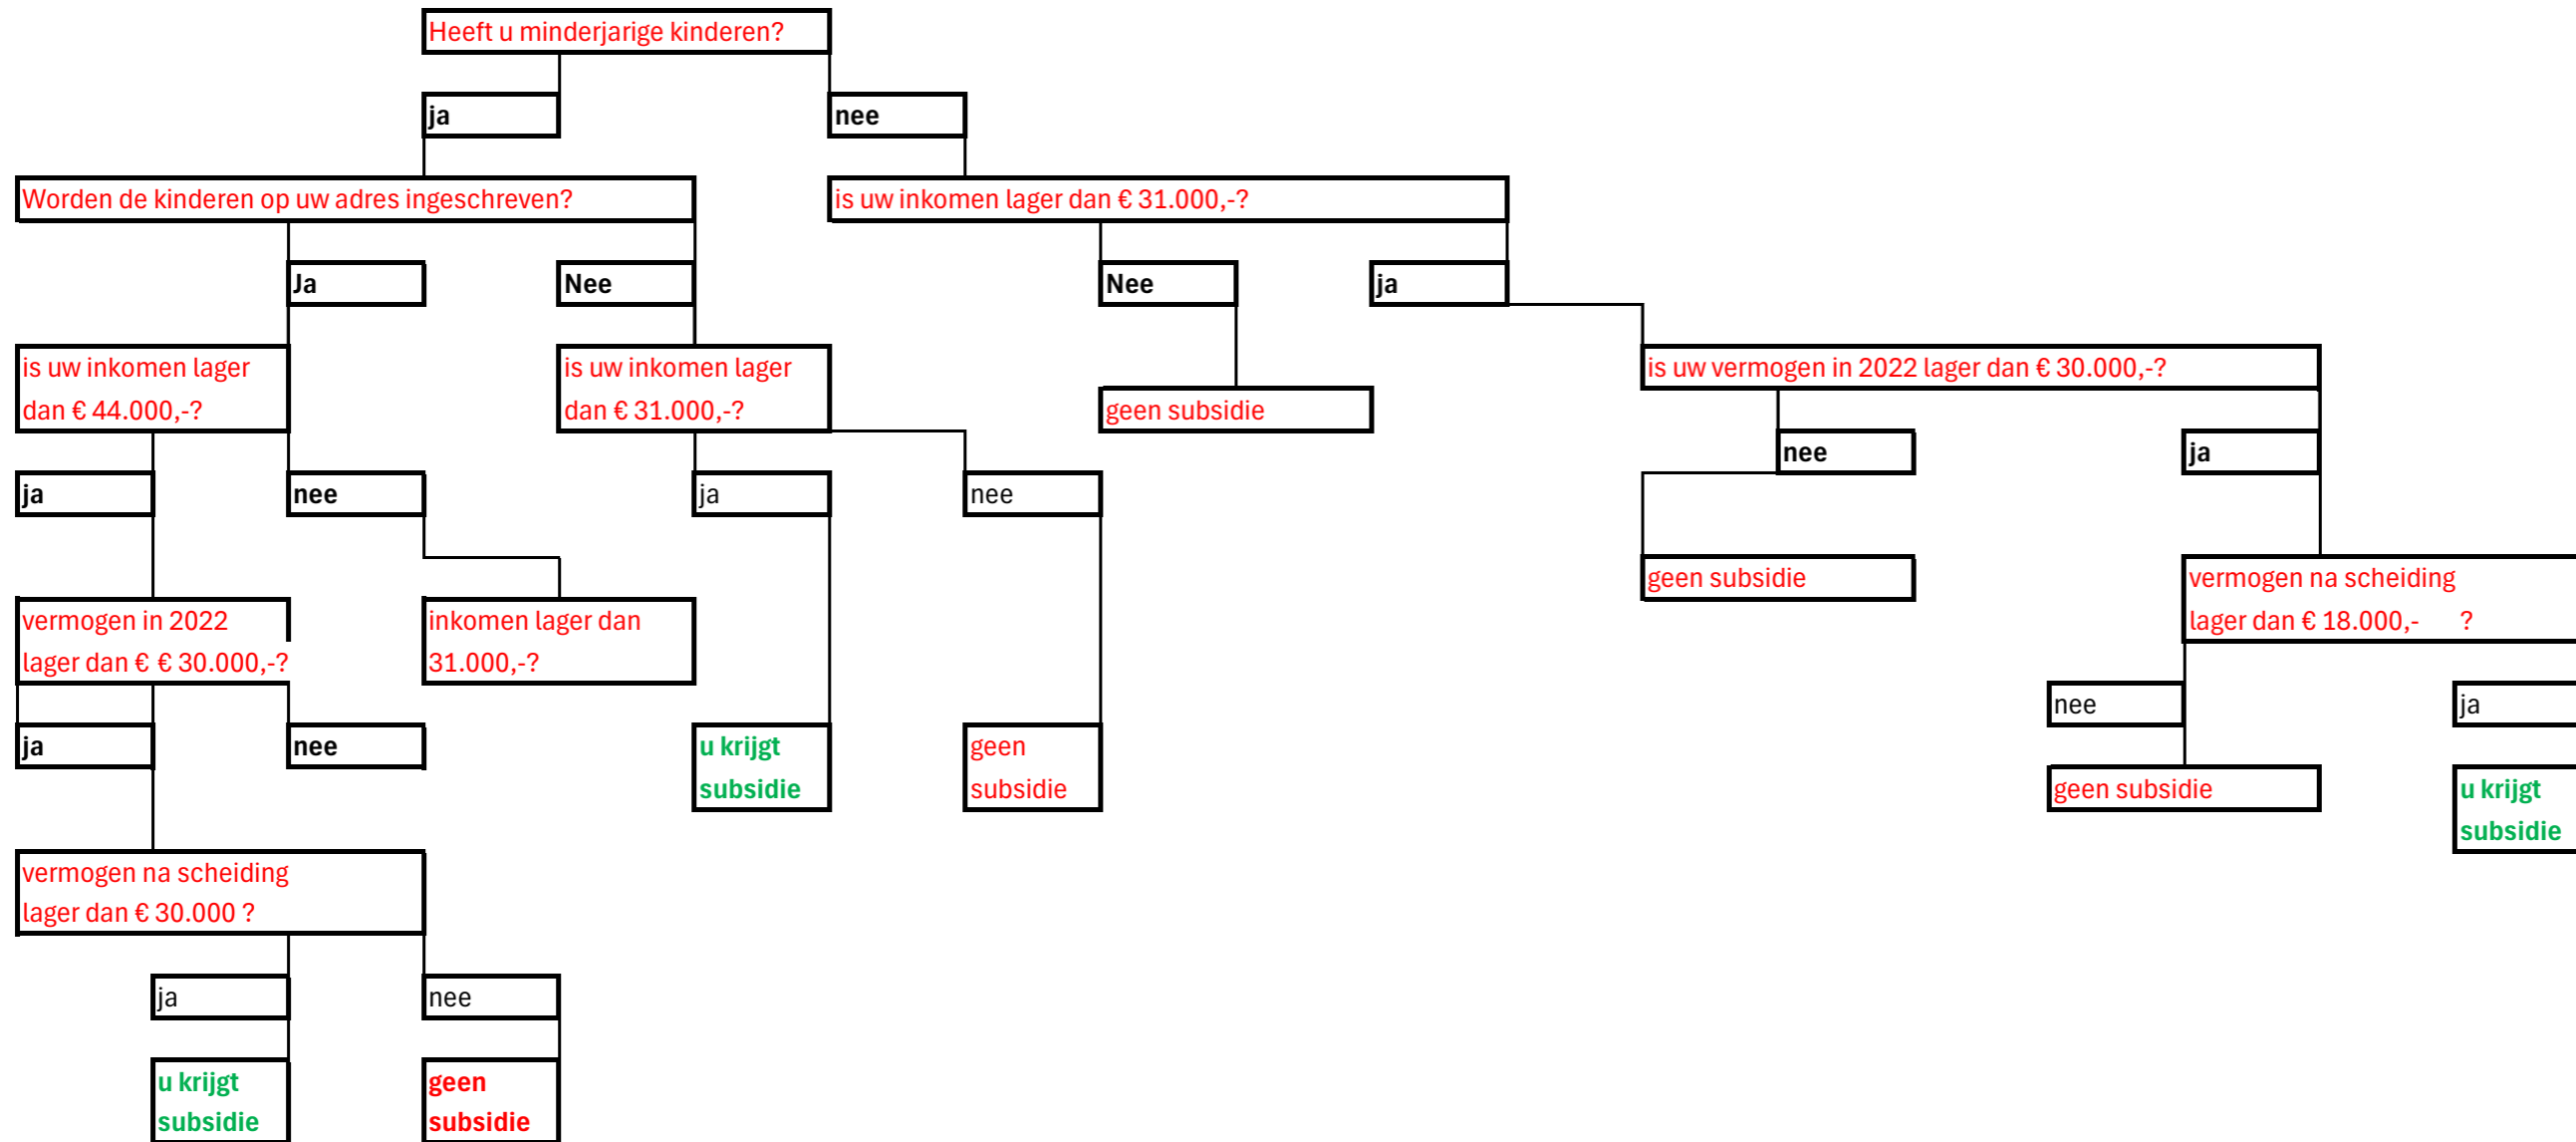 Heeft u minderjarige kinderen?
ja
nee
Worden de kinderen op uw adres ingeschreven?
is uw inkomen lager dan € 31.000,-?
Ja
Nee
Nee
ja
is uw inkomen lager
dan € 44.000,-?
is uw inkomen lager
dan € 31.000,-?
geen subsidie
is uw vermogen in 2022 lager dan € 30.000,-?
nee
ja
ja
nee
ja
nee
geen subsidie
vermogen na scheiding
lager dan € 18.000,- ?
vermogen in 2022
lager dan € € 30.000,-?
inkomen lager dan
31.000,-?
nee
ja
ja
nee
u krijgt
subsidie
geen
subsidie
geen subsidie
u krijgt
subsidie
vermogen na scheiding
lager dan € 30.000 ?
ja
nee
u krijgt
subsidie
geen
subsidie